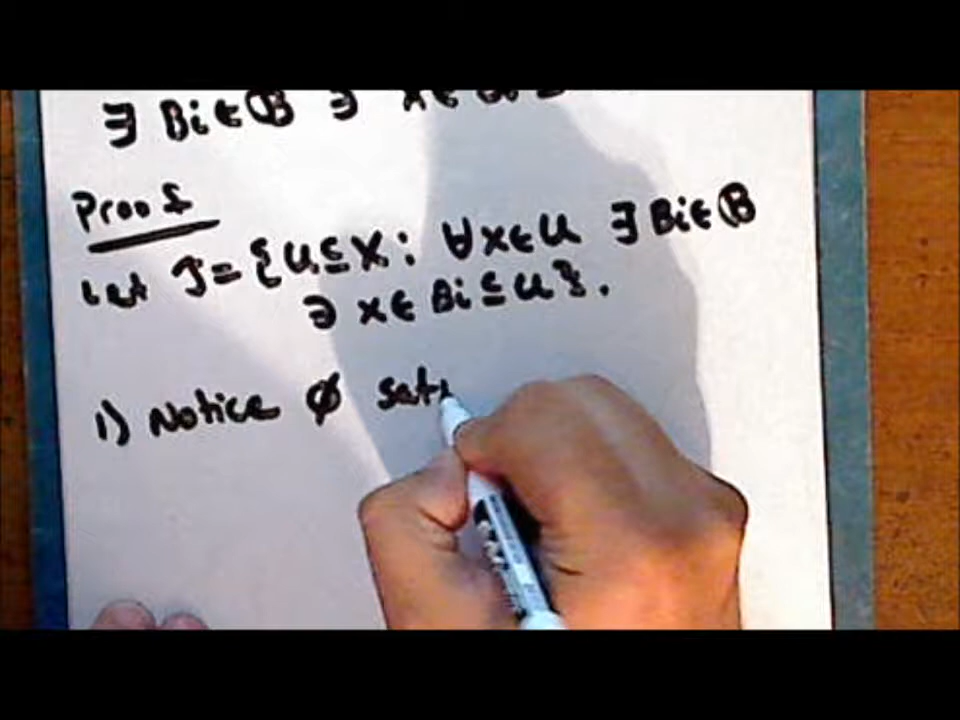 ∃ Bi ∈ 𝔹 ∋ x ∈
Proof
Let 𝒯 = {U ⊆ X : ∀x∈U ∃ Bi ∈ 𝔹
∋ x ∈ Bi ⊆ U}.
1) Notice ∅ sat